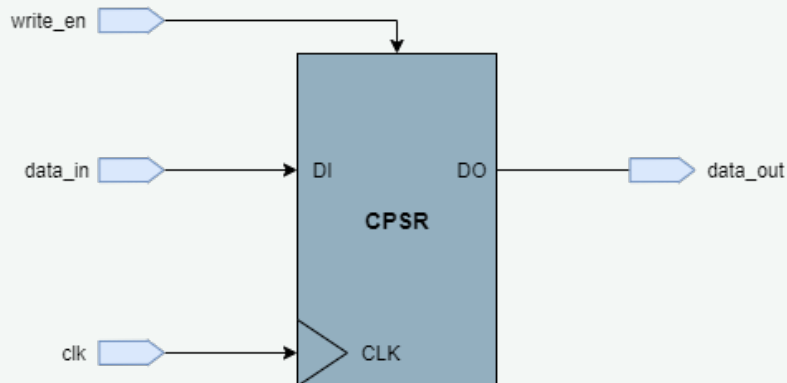 write_en
data_in
DI
DO
data_out
CPSR
clk
CLK